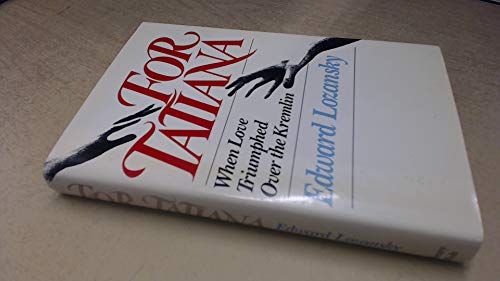 FOR
TATIANA
When Love
Triumphed
Over the Kremlin
Edward Lozansky
FOR TATIANA Edward Lozansky